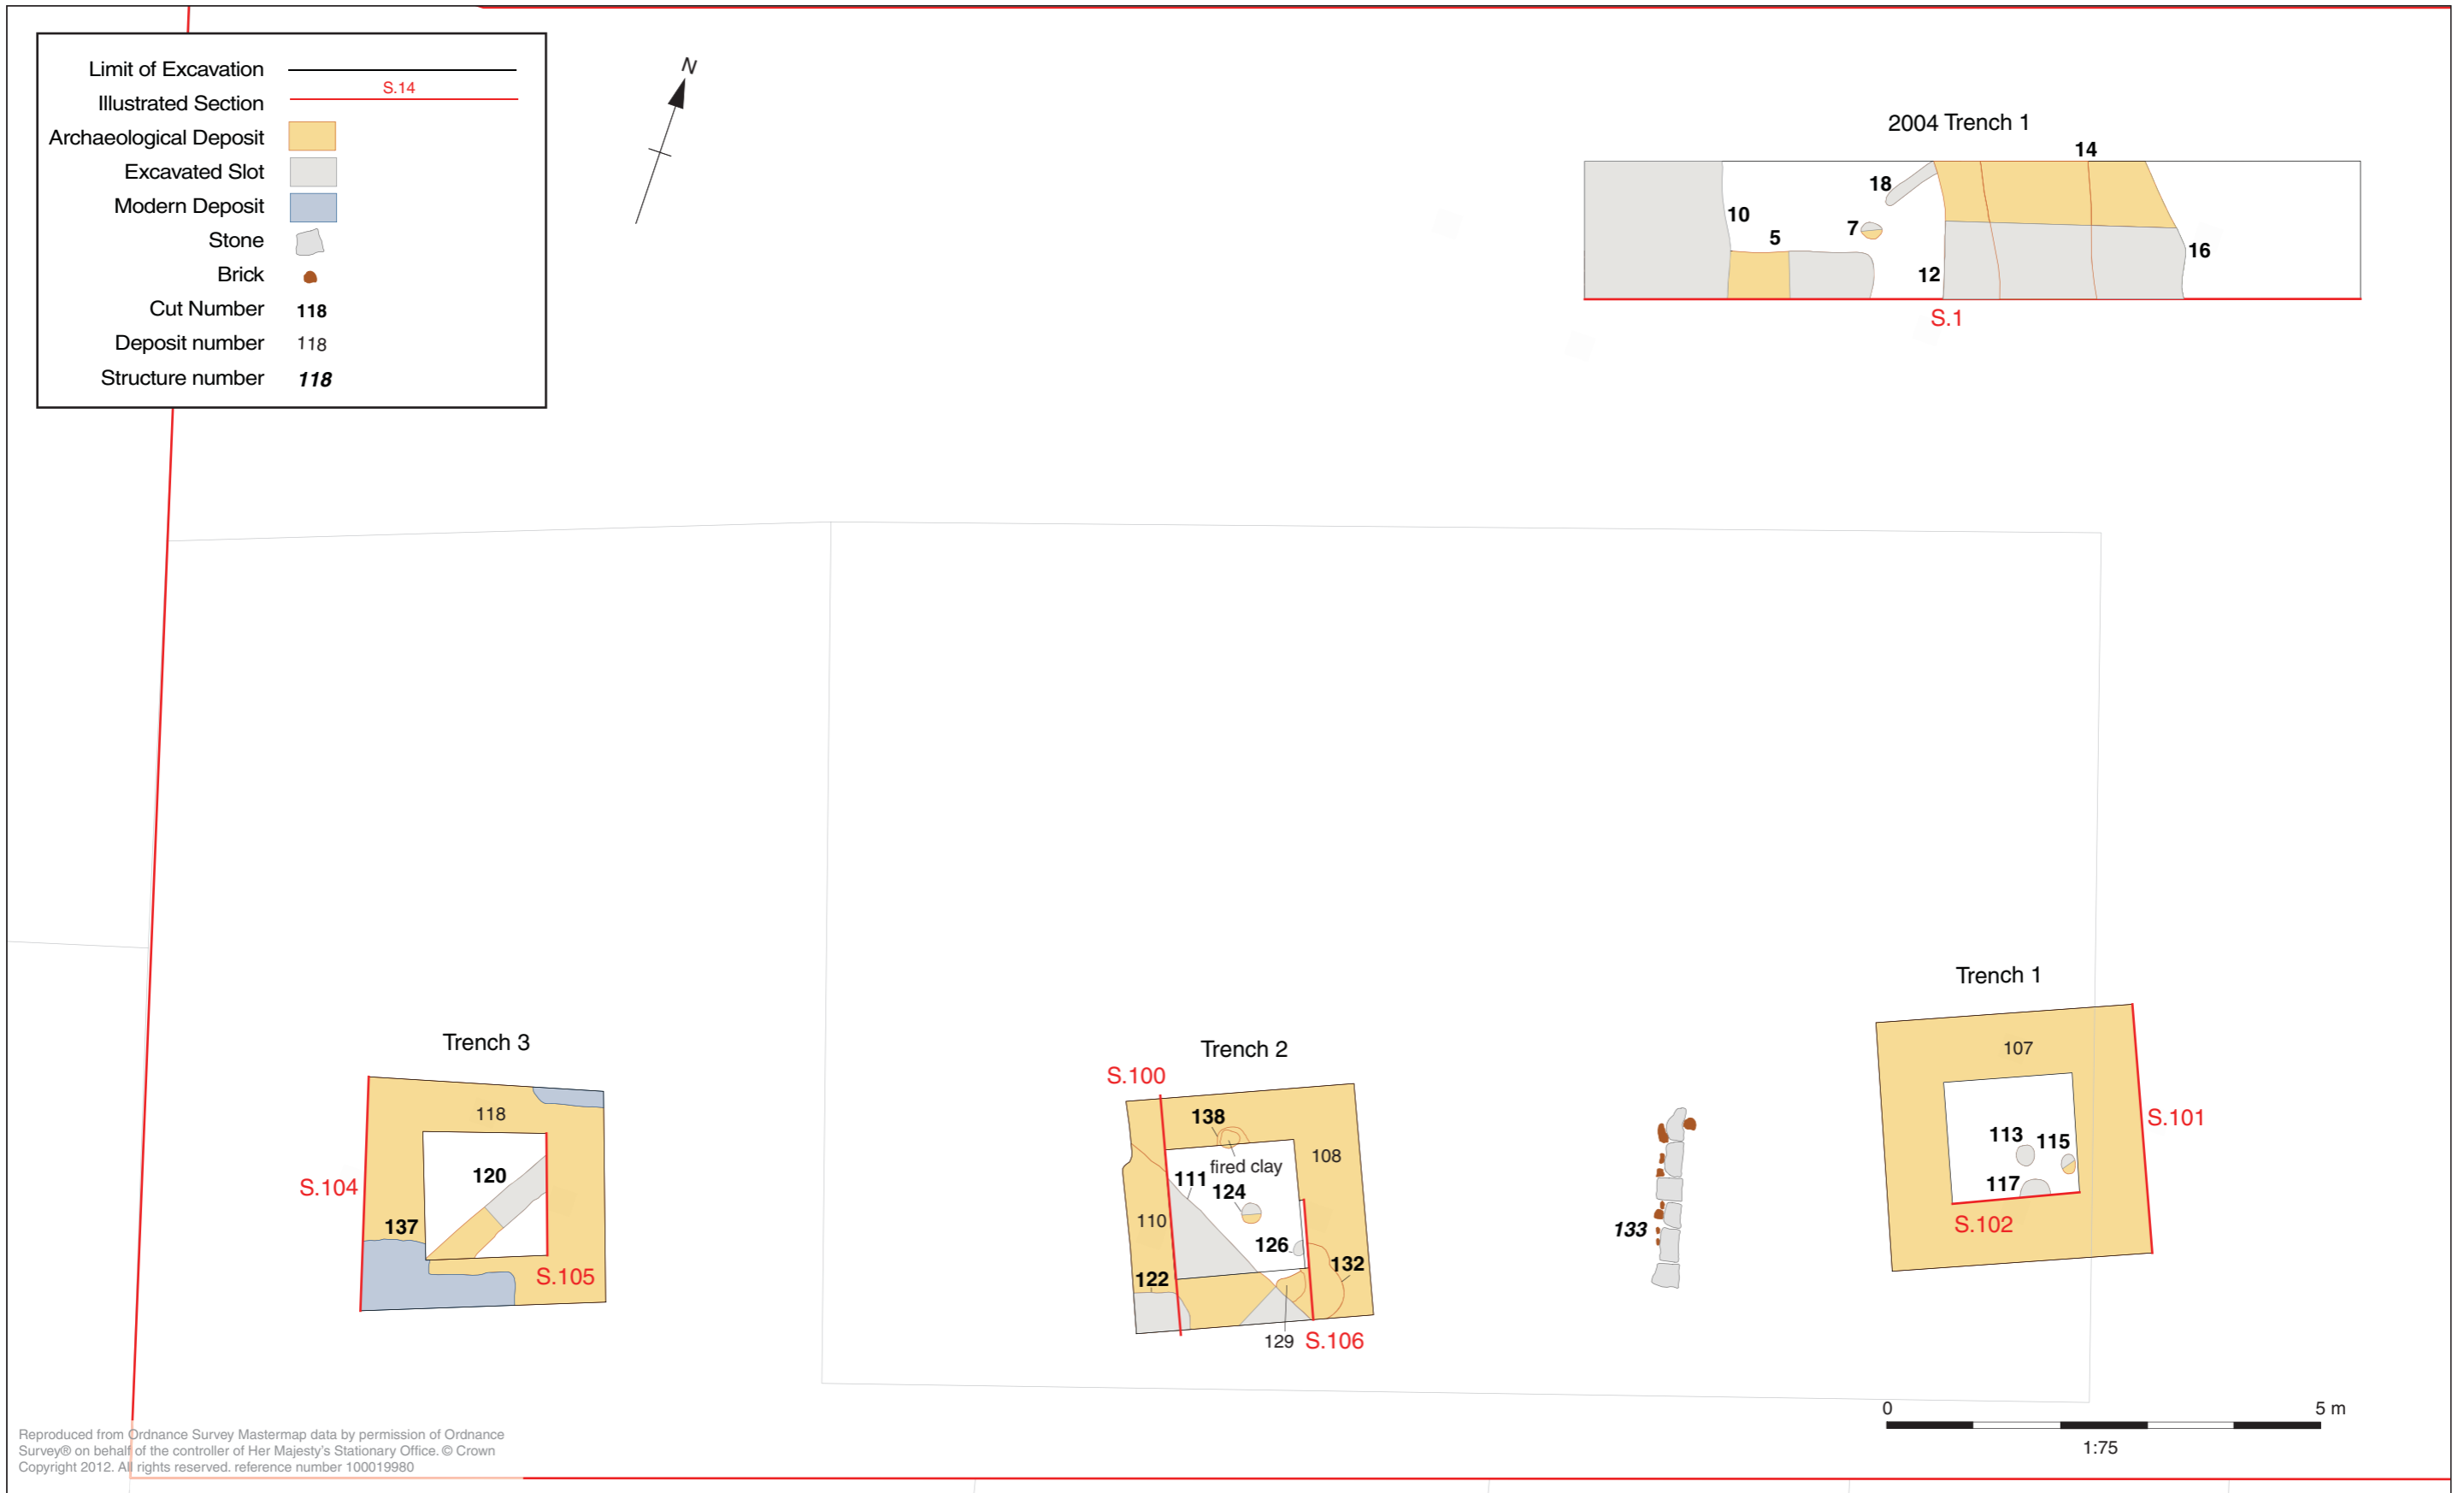 Limit of Excavation
S.14
Illustrated Section
Archaeological Deposit
Excavated Slot
Modern Deposit
Stone
Brick
Cut Number 118
Deposit number 118
Structure number 118
N
2004 Trench 1
14
18
10
7
5
16
12
S.1
Trench 1
107
S.101
113
115
117
S.102
Trench 3
118
120
S.104
137
S.105
Trench 2
S.100
138
108
fired clay
111
124
110
126
132
122
129
S.106
133
0
5 m
1:75
Reproduced from Ordnance Survey Mastermap data by permission of Ordnance
Survey® on behalf of the controller of Her Majesty's Stationary Office. © Crown
Copyright 2012. All rights reserved. reference number 100019980